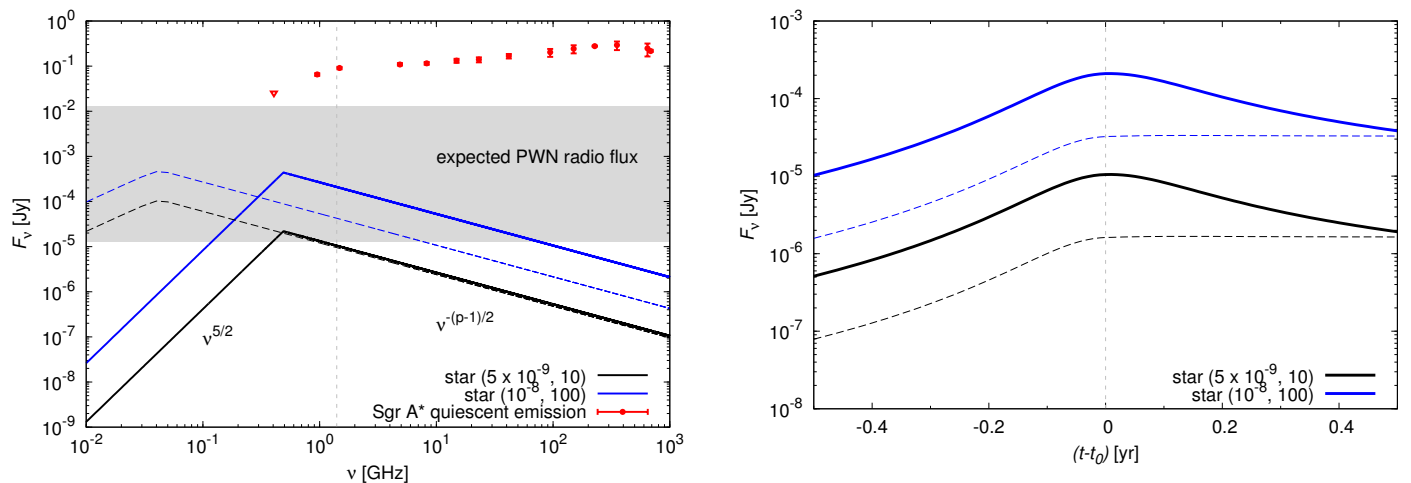 10^0
10^-1
10^-2
10^-3
10^-4
10^-5
10^-6
10^-7
10^-8
10^-9
F_ν [Jy]
expected PWN radio flux
ν^5/2
ν^-(p-1)/2
star (5 x 10^-9, 10)
star (10^-8, 100)
Sgr A* quiescent emission
10^-2 10^-1 10^0 10^1 10^2 10^3
ν [GHz]
10^-3
10^-4
10^-5
10^-6
10^-7
10^-8
F_ν [Jy]
star (5 x 10^-9, 10)
star (10^-8, 100)
-0.4 -0.2 0 0.2 0.4
(t-t_0) [yr]